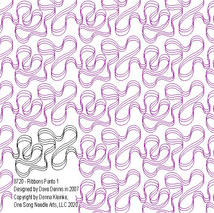 0720 - Ribbons Panto 1
Designed by Dave Dennis in 2007
Copyright by Donna Kleinke,
One Song Needle Arts, LLC 2020